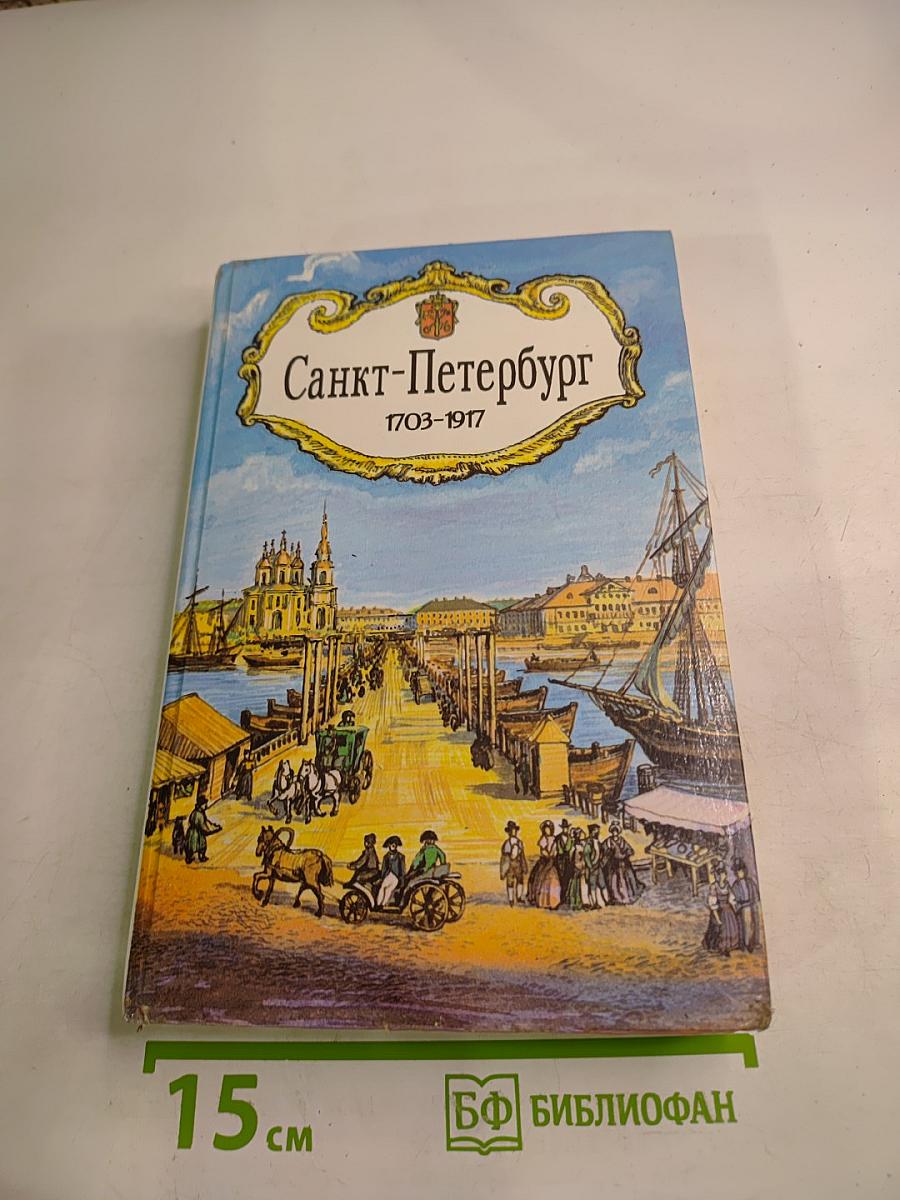 Санкт-Петербург
1703-1917
15 см
БФ БИБЛИОФАН